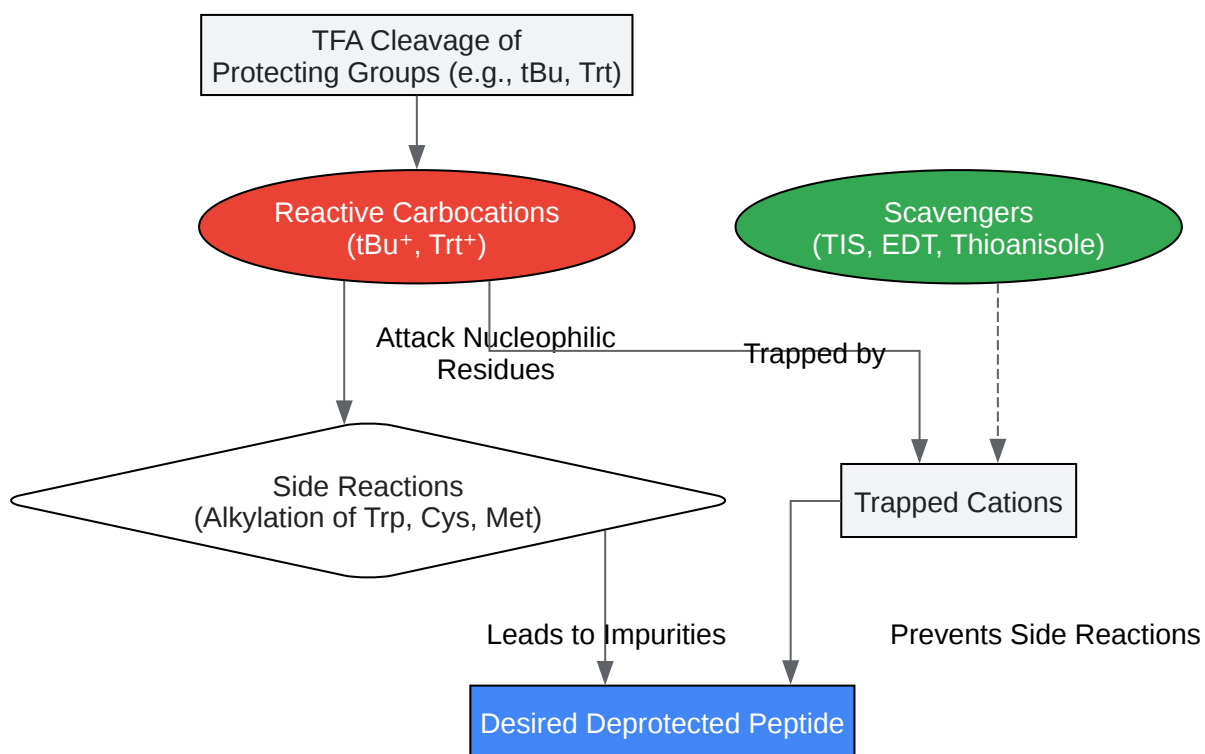 TFA Cleavage of
Protecting Groups (e.g., tBu, Trt)
Reactive Carbocations
(tBu⁺, Trt⁺)
Scavengers
(TIS, EDT, Thioanisole)
Attack Nucleophilic
Residues
Trapped by
Side Reactions
(Alkylation of Trp, Cys, Met)
Trapped Cations
Leads to Impurities
Prevents Side Reactions
Desired Deprotected Peptide